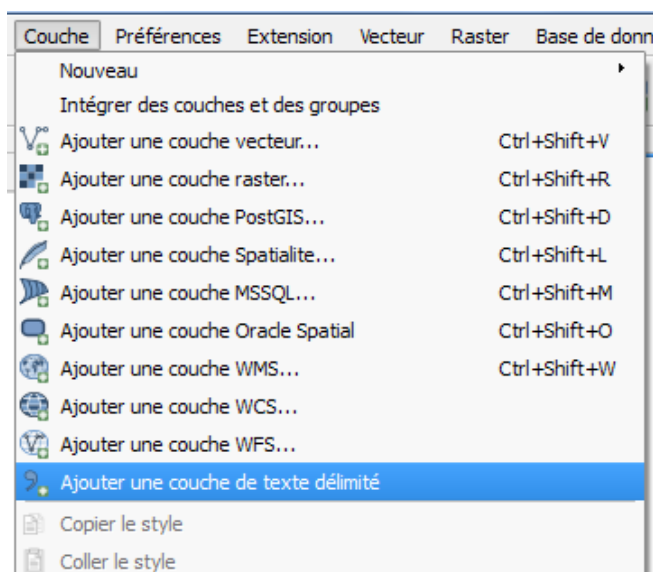 Couche Préférences Extension Vecteur Raster Base de donn
Nouveau
Intégrer des couches et des groupes
Ajouter une couche vecteur... Ctrl+Shift+V
Ajouter une couche raster... Ctrl+Shift+R
Ajouter une couche PostGIS... Ctrl+Shift+D
Ajouter une couche Spatialite... Ctrl+Shift+L
Ajouter une couche MSSQL... Ctrl+Shift+M
Ajouter une couche Oracle Spatial Ctrl+Shift+O
Ajouter une couche WMS... Ctrl+Shift+W
Ajouter une couche WCS...
Ajouter une couche WFS...
Ajouter une couche de texte délimité
Copier le style
Coller le style